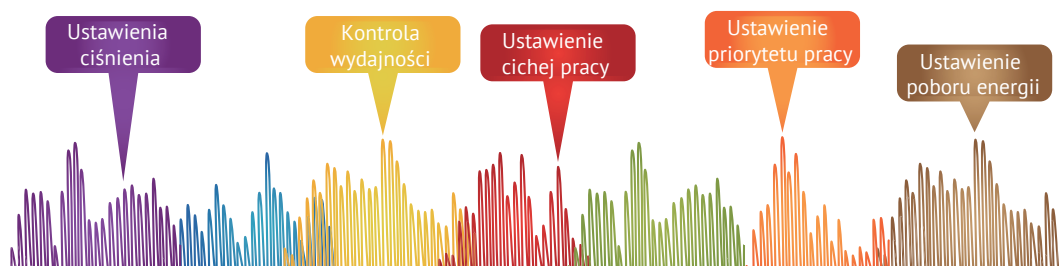 Ustawienia
ciśnienia
Kontrola
wydajności
Ustawienie
cichej pracy
Ustawienie
priorytetu pracy
Ustawienie
poboru energii